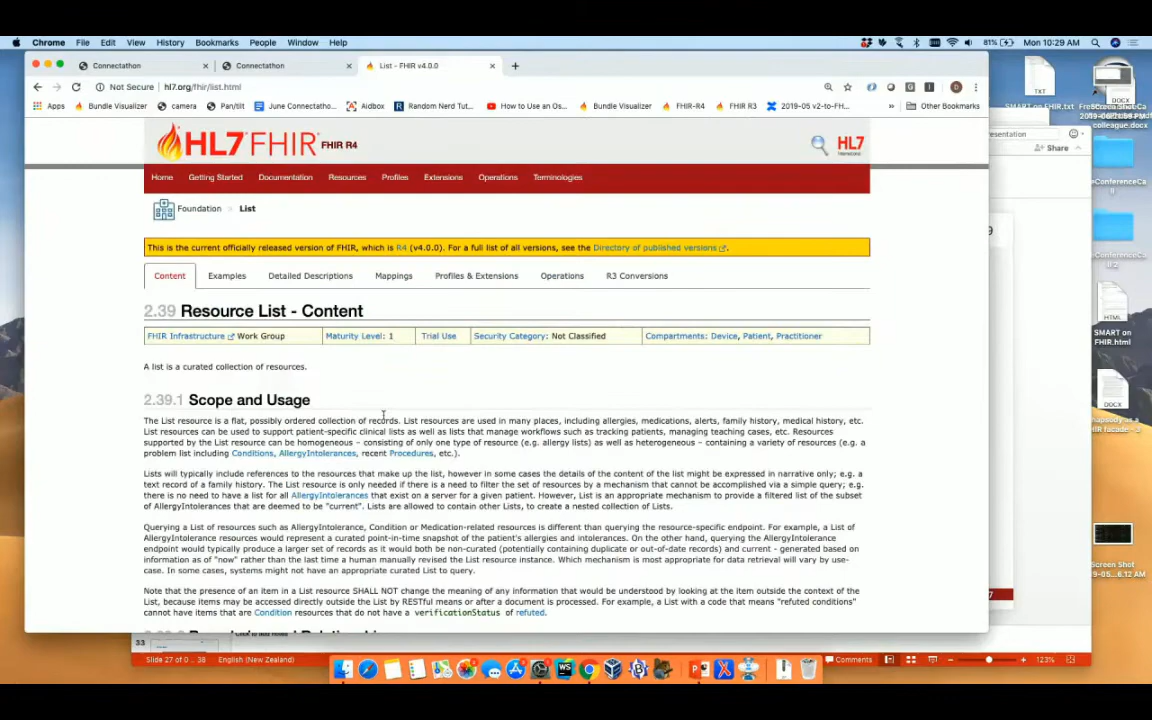 Chrome File Edit View History Bookmarks People Window Help 81% Mon 10:29 AM
Connectathon Connectathon List - FHIR v4.0.0
Not Secure hl7.org/fhir/list.html
Apps Bundle Visualizer camera Pan/tilt June Connectatho... Aidbox Random Nerd Tut... How to Use an Os... Bundle Visualizer FHIR-R4 FHIR R3 2019-05 v2-to-FH... » Other Bookmarks
HL7 FHIR FHIR R4 HL7
International
Home Getting Started Documentation Resources Profiles Extensions Operations Terminologies
Foundation List
This is the current officially released version of FHIR, which is R4 (v4.0.0). For a full list of all versions, see the Directory of published versions.
Content Examples Detailed Descriptions Mappings Profiles & Extensions Operations R3 Conversions
2.39 Resource List - Content
FHIR Infrastructure Work Group Maturity Level: 1 Trial Use Security Category: Not Classified Compartments: Device, Patient, Practitioner
A list is a curated collection of resources.
2.39.1 Scope and Usage
The List resource is a flat, possibly ordered collection of records. List resources are used in many places, including allergies, medications, alerts, family history, medical history, etc.
List resources can be used to support patient-specific clinical lists as well as lists that manage workflows such as tracking patients, managing teaching cases, etc. Resources
supported by the List resource can be homogeneous – consisting of only one type of resource (e.g. allergy lists) as well as heterogeneous – containing a variety of resources (e.g. a
problem list including Conditions, AllergyIntolerances, recent Procedures, etc.).
Lists will typically include references to the resources that make up the list, however in some cases the details of the content of the list might be expressed in narrative only; e.g. a
text record of a family history. The List resource is only needed if there is a need to filter the set of resources by a mechanism that cannot be accomplished via a simple query; e.g.
there is no need to have a list for all AllergyIntolerances that exist on a server for a given patient. However, List is an appropriate mechanism to provide a filtered list of the subset
of AllergyIntolerances that are deemed to be "current". Lists are allowed to contain other Lists, to create a nested collection of Lists.
Querying a List of resources such as AllergyIntolerance, Condition or Medication-related resources is different than querying the resource-specific endpoint. For example, a List of
AllergyIntolerance resources would represent a curated point-in-time snapshot of the patient's allergies and intolerances. On the other hand, querying the AllergyIntolerance
endpoint would typically produce a larger set of records as it would both be non-curated (potentially containing duplicate or out-of-date records) and current - generated based on
information as of "now" rather than the last time a human manually revised the List resource instance. Which mechanism is most appropriate for data retrieval will vary by use-
case. In some cases, systems might not have an appropriate curated List to query.
Note that the presence of an item in a List resource SHALL NOT change the meaning of any information that would be understood by looking at the item outside the context of the
List, because items may be accessed directly outside the List by RESTful means or after a document is processed. For example, a List with a code that means "refuted conditions"
cannot have items that are Condition resources that do not have a verificationStatus of refuted.
33
Slide 27 of 38 English (New Zealand) Comments 123%
Presentation
Share
SMART on
FHIR.txt
DOCX
colleague.docx
HTML
SMART on
FHIR.html
DOCX
Screen Shot